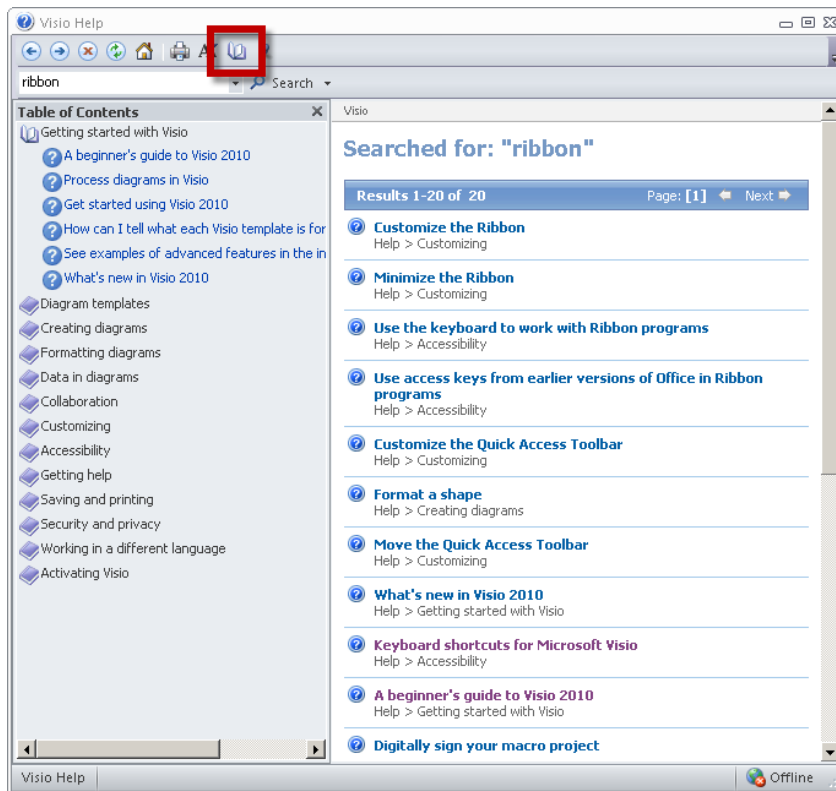 Visio Help
ribbon
Search
Table of Contents
Getting started with Visio
A beginner's guide to Visio 2010
Process diagrams in Visio
Get started using Visio 2010
How can I tell what each Visio template is for
See examples of advanced features in the in
What's new in Visio 2010
Diagram templates
Creating diagrams
Formatting diagrams
Data in diagrams
Collaboration
Customizing
Accessibility
Getting help
Saving and printing
Security and privacy
Working in a different language
Activating Visio
Visio
Searched for: "ribbon"
Results 1-20 of 20 Page: [1] Next
Customize the Ribbon
Help > Customizing
Minimize the Ribbon
Help > Customizing
Use the keyboard to work with Ribbon programs
Help > Accessibility
Use access keys from earlier versions of Office in Ribbon
programs
Help > Accessibility
Customize the Quick Access Toolbar
Help > Customizing
Format a shape
Help > Creating diagrams
Move the Quick Access Toolbar
Help > Customizing
What's new in Visio 2010
Help > Getting started with Visio
Keyboard shortcuts for Microsoft Visio
Help > Accessibility
A beginner's guide to Visio 2010
Help > Getting started with Visio
Digitally sign your macro project
Visio Help
Offline